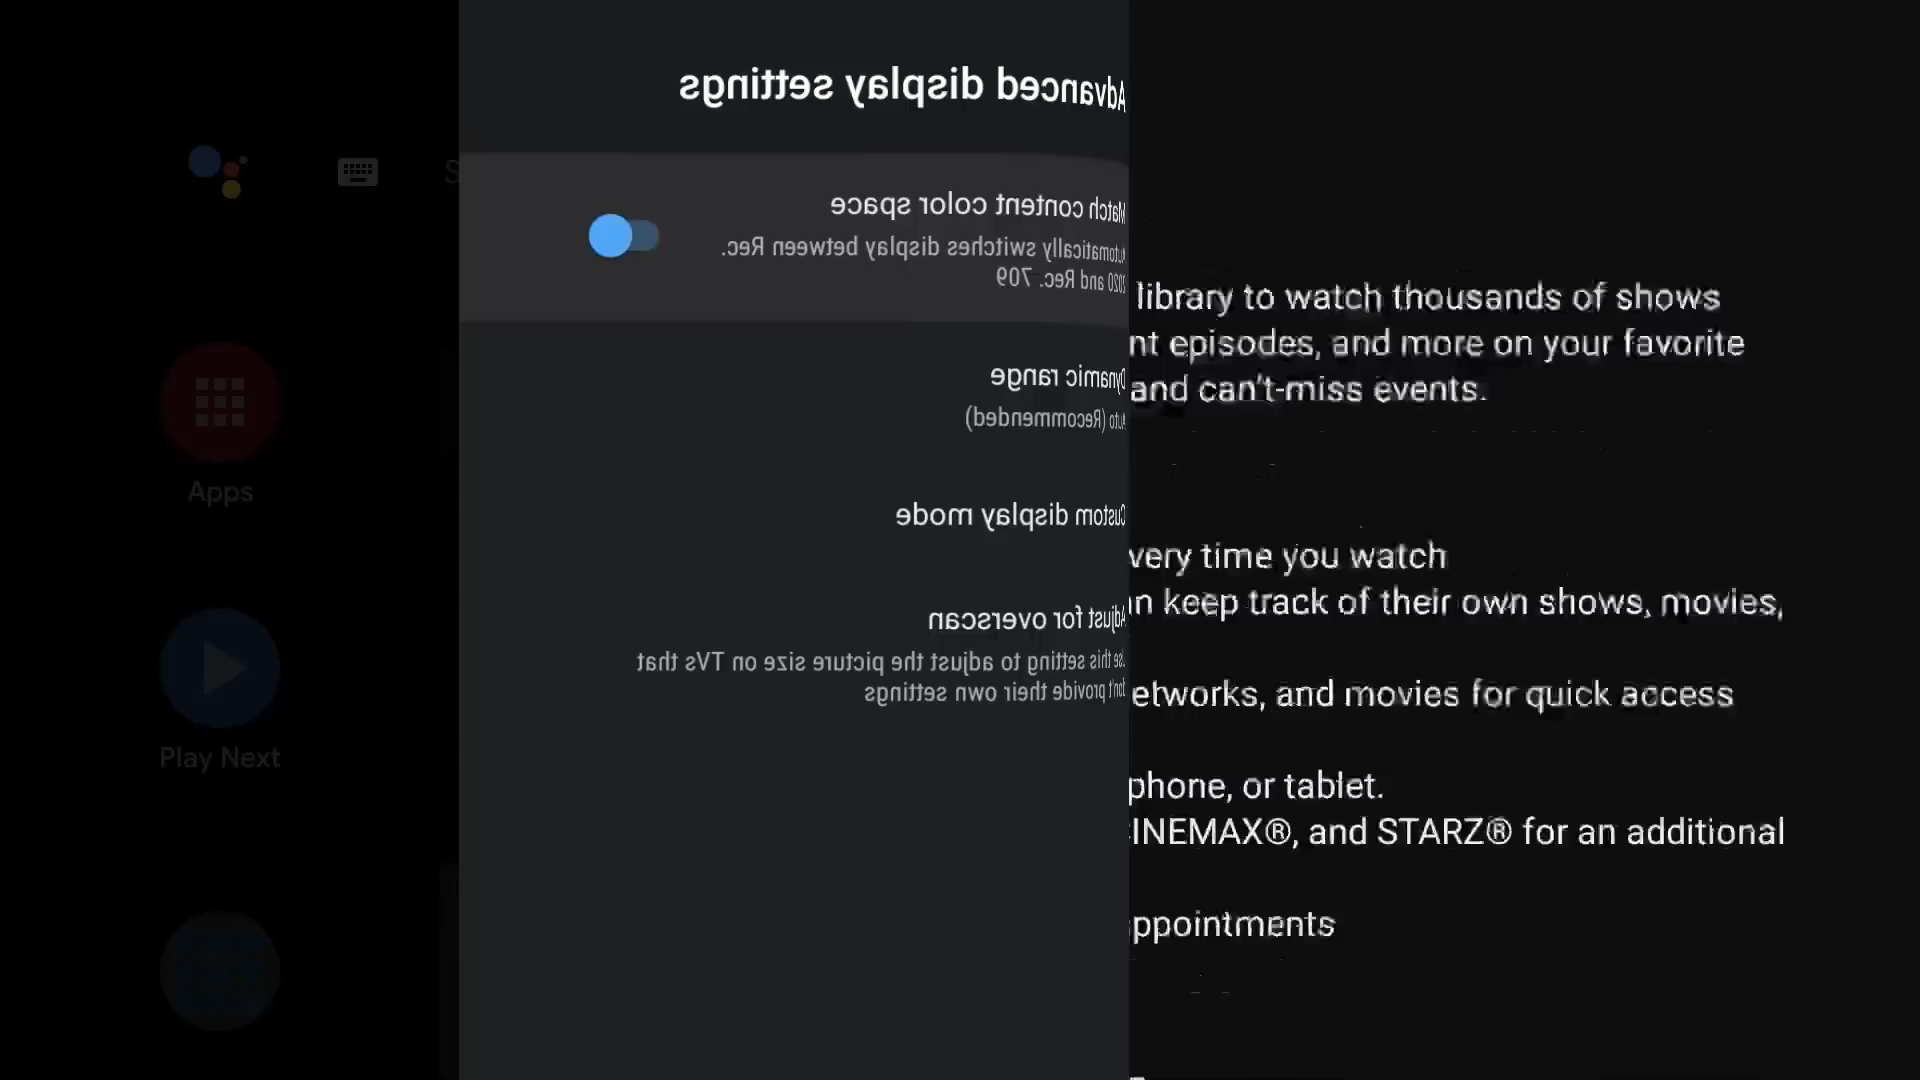 S
Apps
Play Next
Advanced display settings
Match content color space
Automatically switches display between Rec.
2020 and Rec. 709
Dynamic range
Auto (Recommended)
Custom display mode
Adjust for overscan
Use this setting to adjust the picture size on TVs that
don't provide their own settings
library to watch thousands of shows
nt episodes, and more on your favorite
and can't-miss events.
very time you watch
n keep track of their own shows, movies,
etworks, and movies for quick access
phone, or tablet.
INEMAX®, and STARZ® for an additional
ppointments